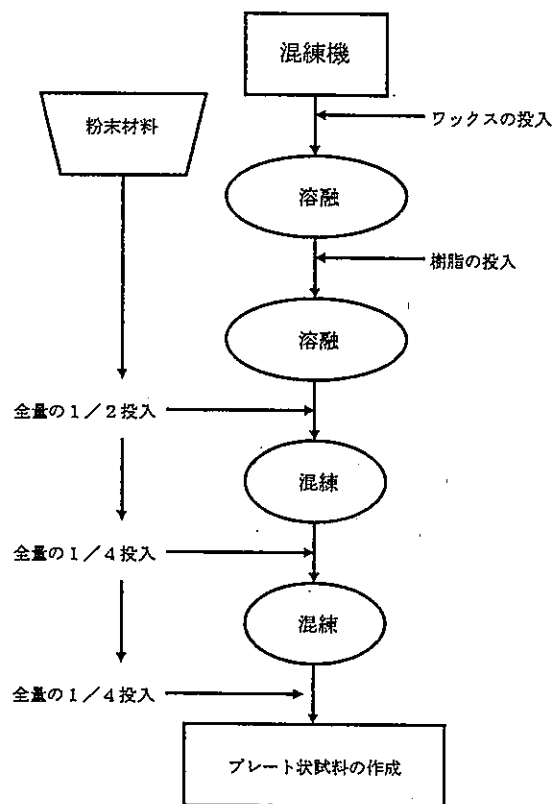 混練機
粉末材料
ワックスの投入
溶融
樹脂の投入
溶融
全量の1/2投入
混練
全量の1/4投入
混練
全量の1/4投入
プレート状試料の作成